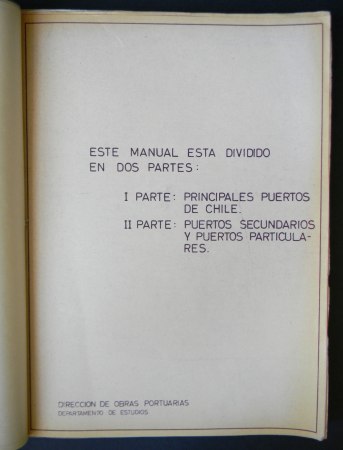 ESTE MANUAL ESTA DIVIDIDO
EN DOS PARTES:
I PARTE: PRINCIPALES PUERTOS
DE CHILE.
II PARTE: PUERTOS SECUNDARIOS
Y PUERTOS PARTICULA-
RES.
DIRECCION DE OBRAS PORTUARIAS
DEPARTAMENTO DE ESTUDIOS